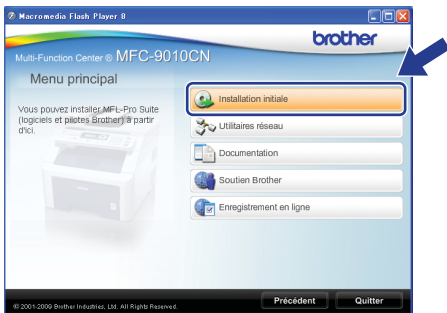 Macromedia Flash Player 8
brother
Multi-Function Center ® MFC-9010CN
Menu principal
Vous pouvez installer MFL-Pro Suite
(logiciels et pilotes Brother) à partir
d'ici.
Installation initiale
Utilitaires réseau
Documentation
Soutien Brother
Enregistrement en ligne
© 2001-2009 Brother Industries, Ltd. All Rights Reserved.
Précédent
Quitter